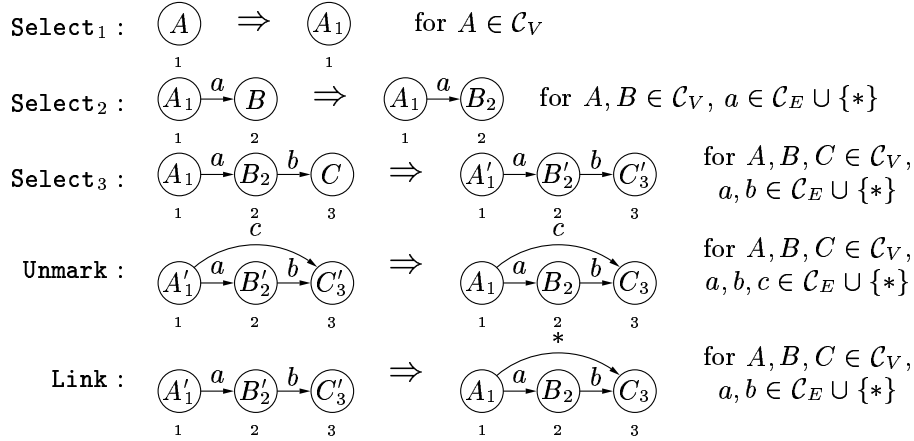 Select₁ : A ⇒ A₁ for A ∈ C_V
1 1
Select₂ : A₁ a B ⇒ A₁ a B₂ for A, B ∈ C_V, a ∈ C_E ∪ {*}
1 2 1 2
Select₃ : A₁ a B₂ b C ⇒ A′₁ a B′₂ b C′₃ for A, B, C ∈ C_V,
a, b ∈ C_E ∪ {*}
1 2 3 1 2 3
c c
Unmark : A′₁ a B′₂ b C′₃ ⇒ A₁ a B₂ b C₃ for A, B, C ∈ C_V,
a, b, c ∈ C_E ∪ {*}
1 2 3 1 2 3
*
Link : A′₁ a B′₂ b C′₃ ⇒ A₁ a B₂ b C₃ for A, B, C ∈ C_V,
a, b ∈ C_E ∪ {*}
1 2 3 1 2 3